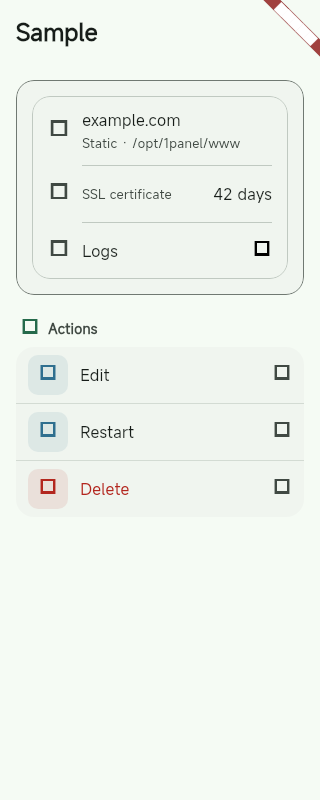 Sample
example.com
Static · /opt/1panel/www
SSL certificate 42 days
Logs
Actions
Edit
Restart
Delete